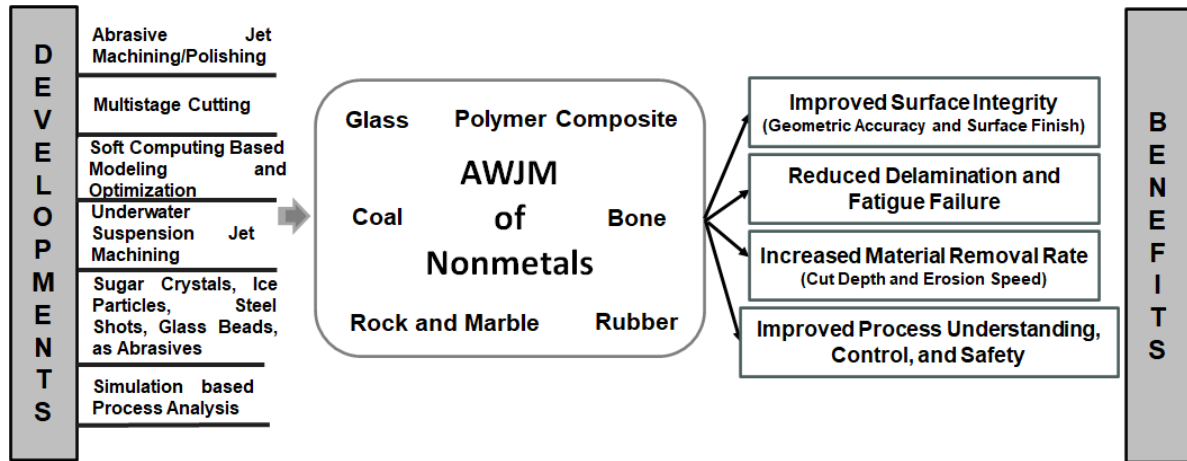 DEVELOPMENTS
Abrasive Jet
Machining/Polishing
Multistage Cutting
Soft Computing Based
Modeling and
Optimization
Underwater
Suspension Jet
Machining
Sugar Crystals, Ice
Particles, Steel
Shots, Glass Beads,
as Abrasives
Simulation based
Process Analysis
Glass Polymer Composite
AWJM
Coal of Bone
Nonmetals
Rock and Marble Rubber
Improved Surface Integrity
(Geometric Accuracy and Surface Finish)
Reduced Delamination and
Fatigue Failure
Increased Material Removal Rate
(Cut Depth and Erosion Speed)
Improved Process Understanding,
Control, and Safety
BENEFITS